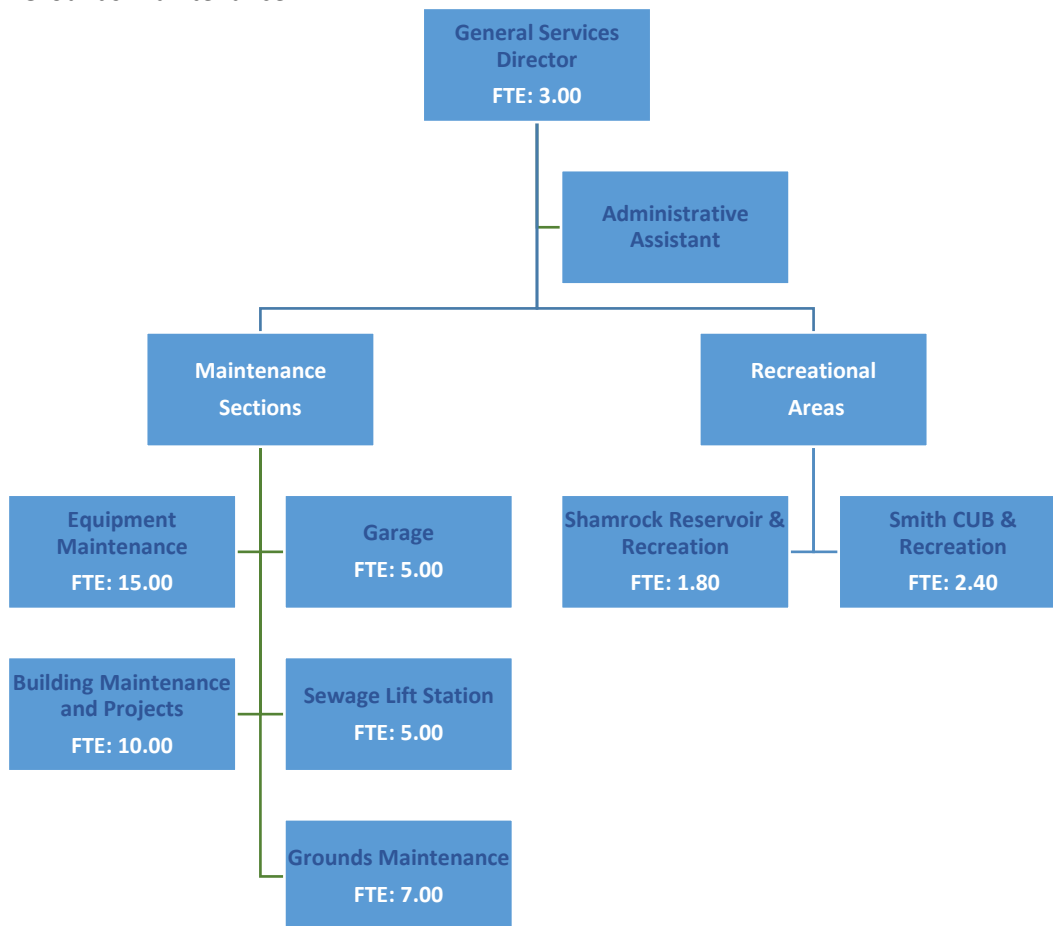 General Services
Director
FTE: 3.00
Administrative
Assistant
Maintenance
Sections
Recreational
Areas
Equipment
Maintenance
FTE: 15.00
Garage
FTE: 5.00
Shamrock Reservoir &
Recreation
FTE: 1.80
Smith CUB &
Recreation
FTE: 2.40
Building Maintenance
and Projects
FTE: 10.00
Sewage Lift Station
FTE: 5.00
Grounds Maintenance
FTE: 7.00